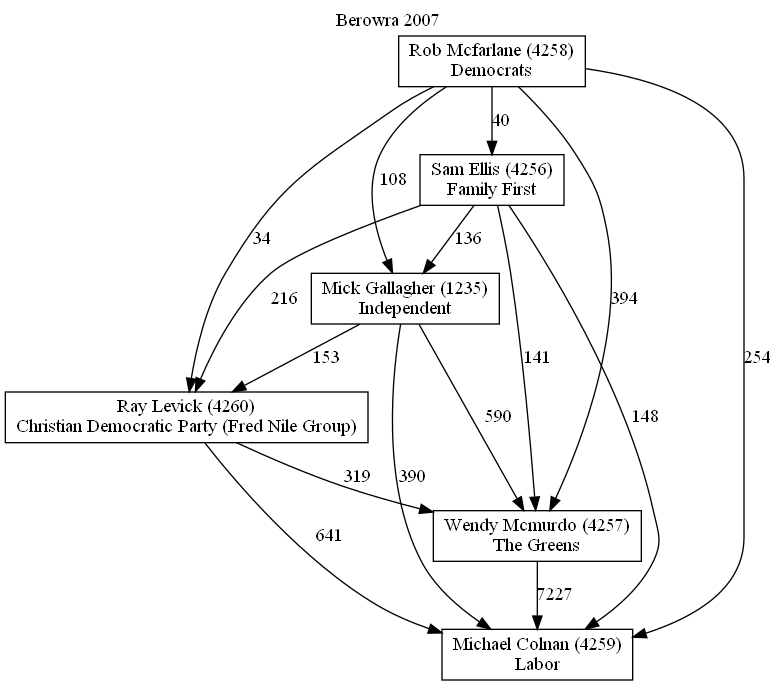 Berowra 2007
Rob Mcfarlane (4258)
Democrats
40
Sam Ellis (4256)
Family First
108
34
136
216
Mick Gallagher (1235)
Independent
394
153
141
254
Ray Levick (4260)
Christian Democratic Party (Fred Nile Group)
590
148
319
390
Wendy Mcmurdo (4257)
The Greens
641
7227
Michael Colnan (4259)
Labor